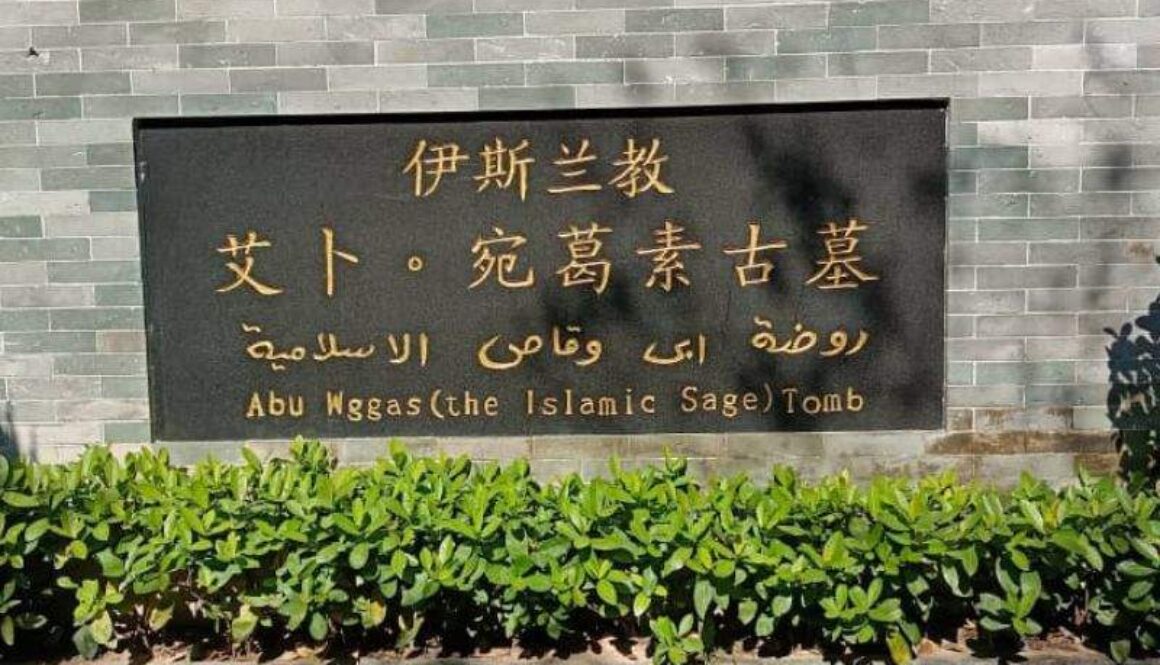 伊斯兰教
艾卜。宛葛素古墓
روضة ابى وقاص الاسلامية
Abu Wggas(the Islamic Sage)Tomb